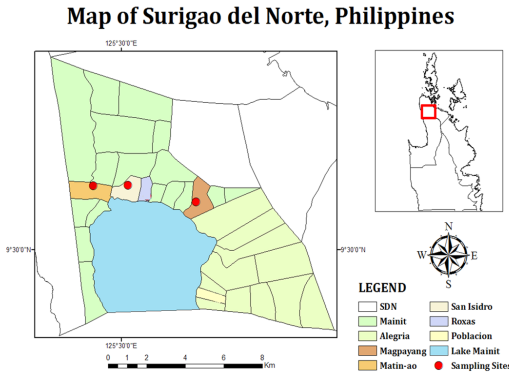 Map of Surigao del Norte, Philippines
125°30'0"E
9°30'0"N
9°30'0"N
125°30'0"E
0 1 2 4 6 8
Km
N
W E
S
LEGEND
SDN
Mainit
Alegria
Magpayang
Matin-ao
San Isidro
Roxas
Poblacion
Lake Mainit
Sampling Sites